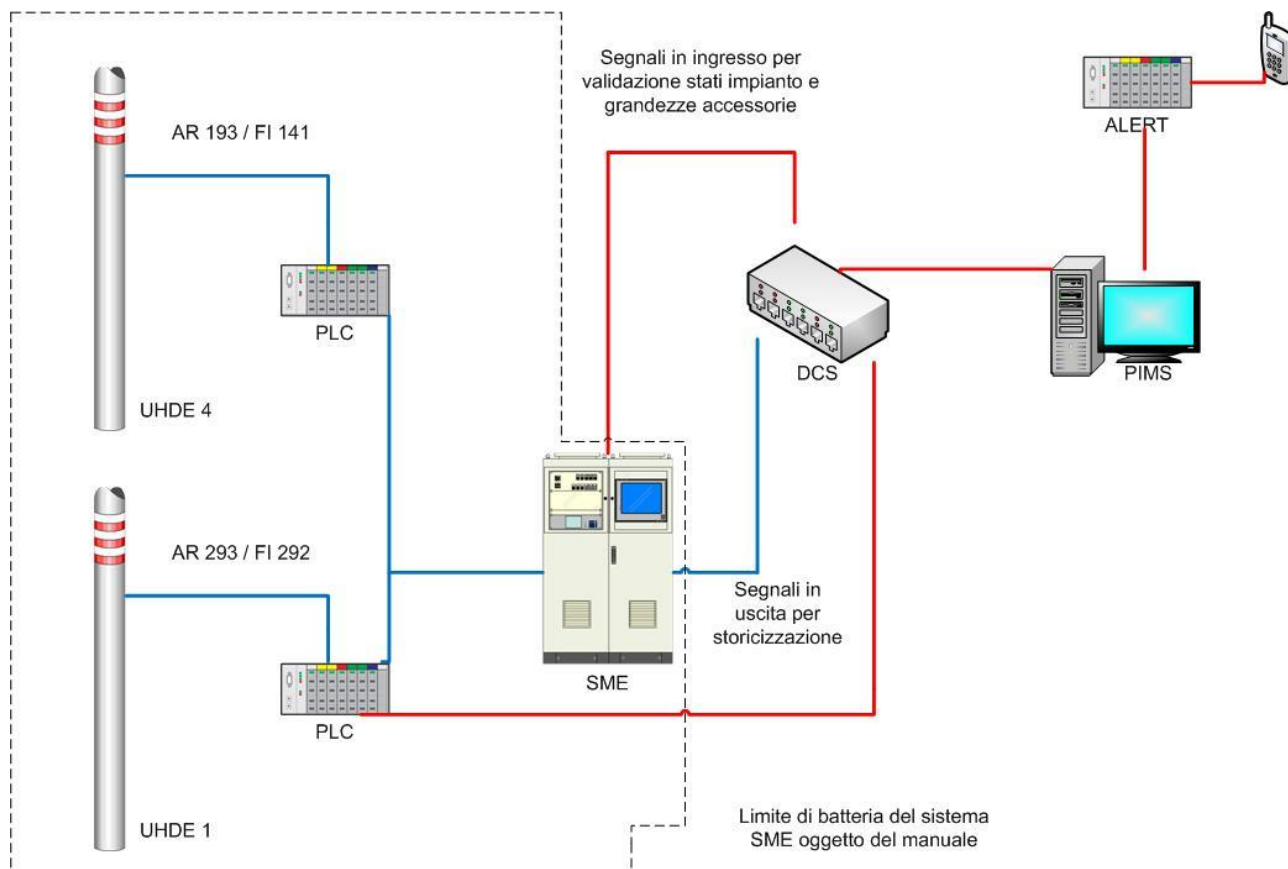 Segnali in ingresso per
validazione stati impianto e
grandezze accessorie
ALERT
AR 193 / FI 141
PLC
DCS
PIMS
UHDE 4
AR 293 / FI 292
Segnali in
uscita per
storicizzazione
SME
PLC
UHDE 1
Limite di batteria del sistema
SME oggetto del manuale